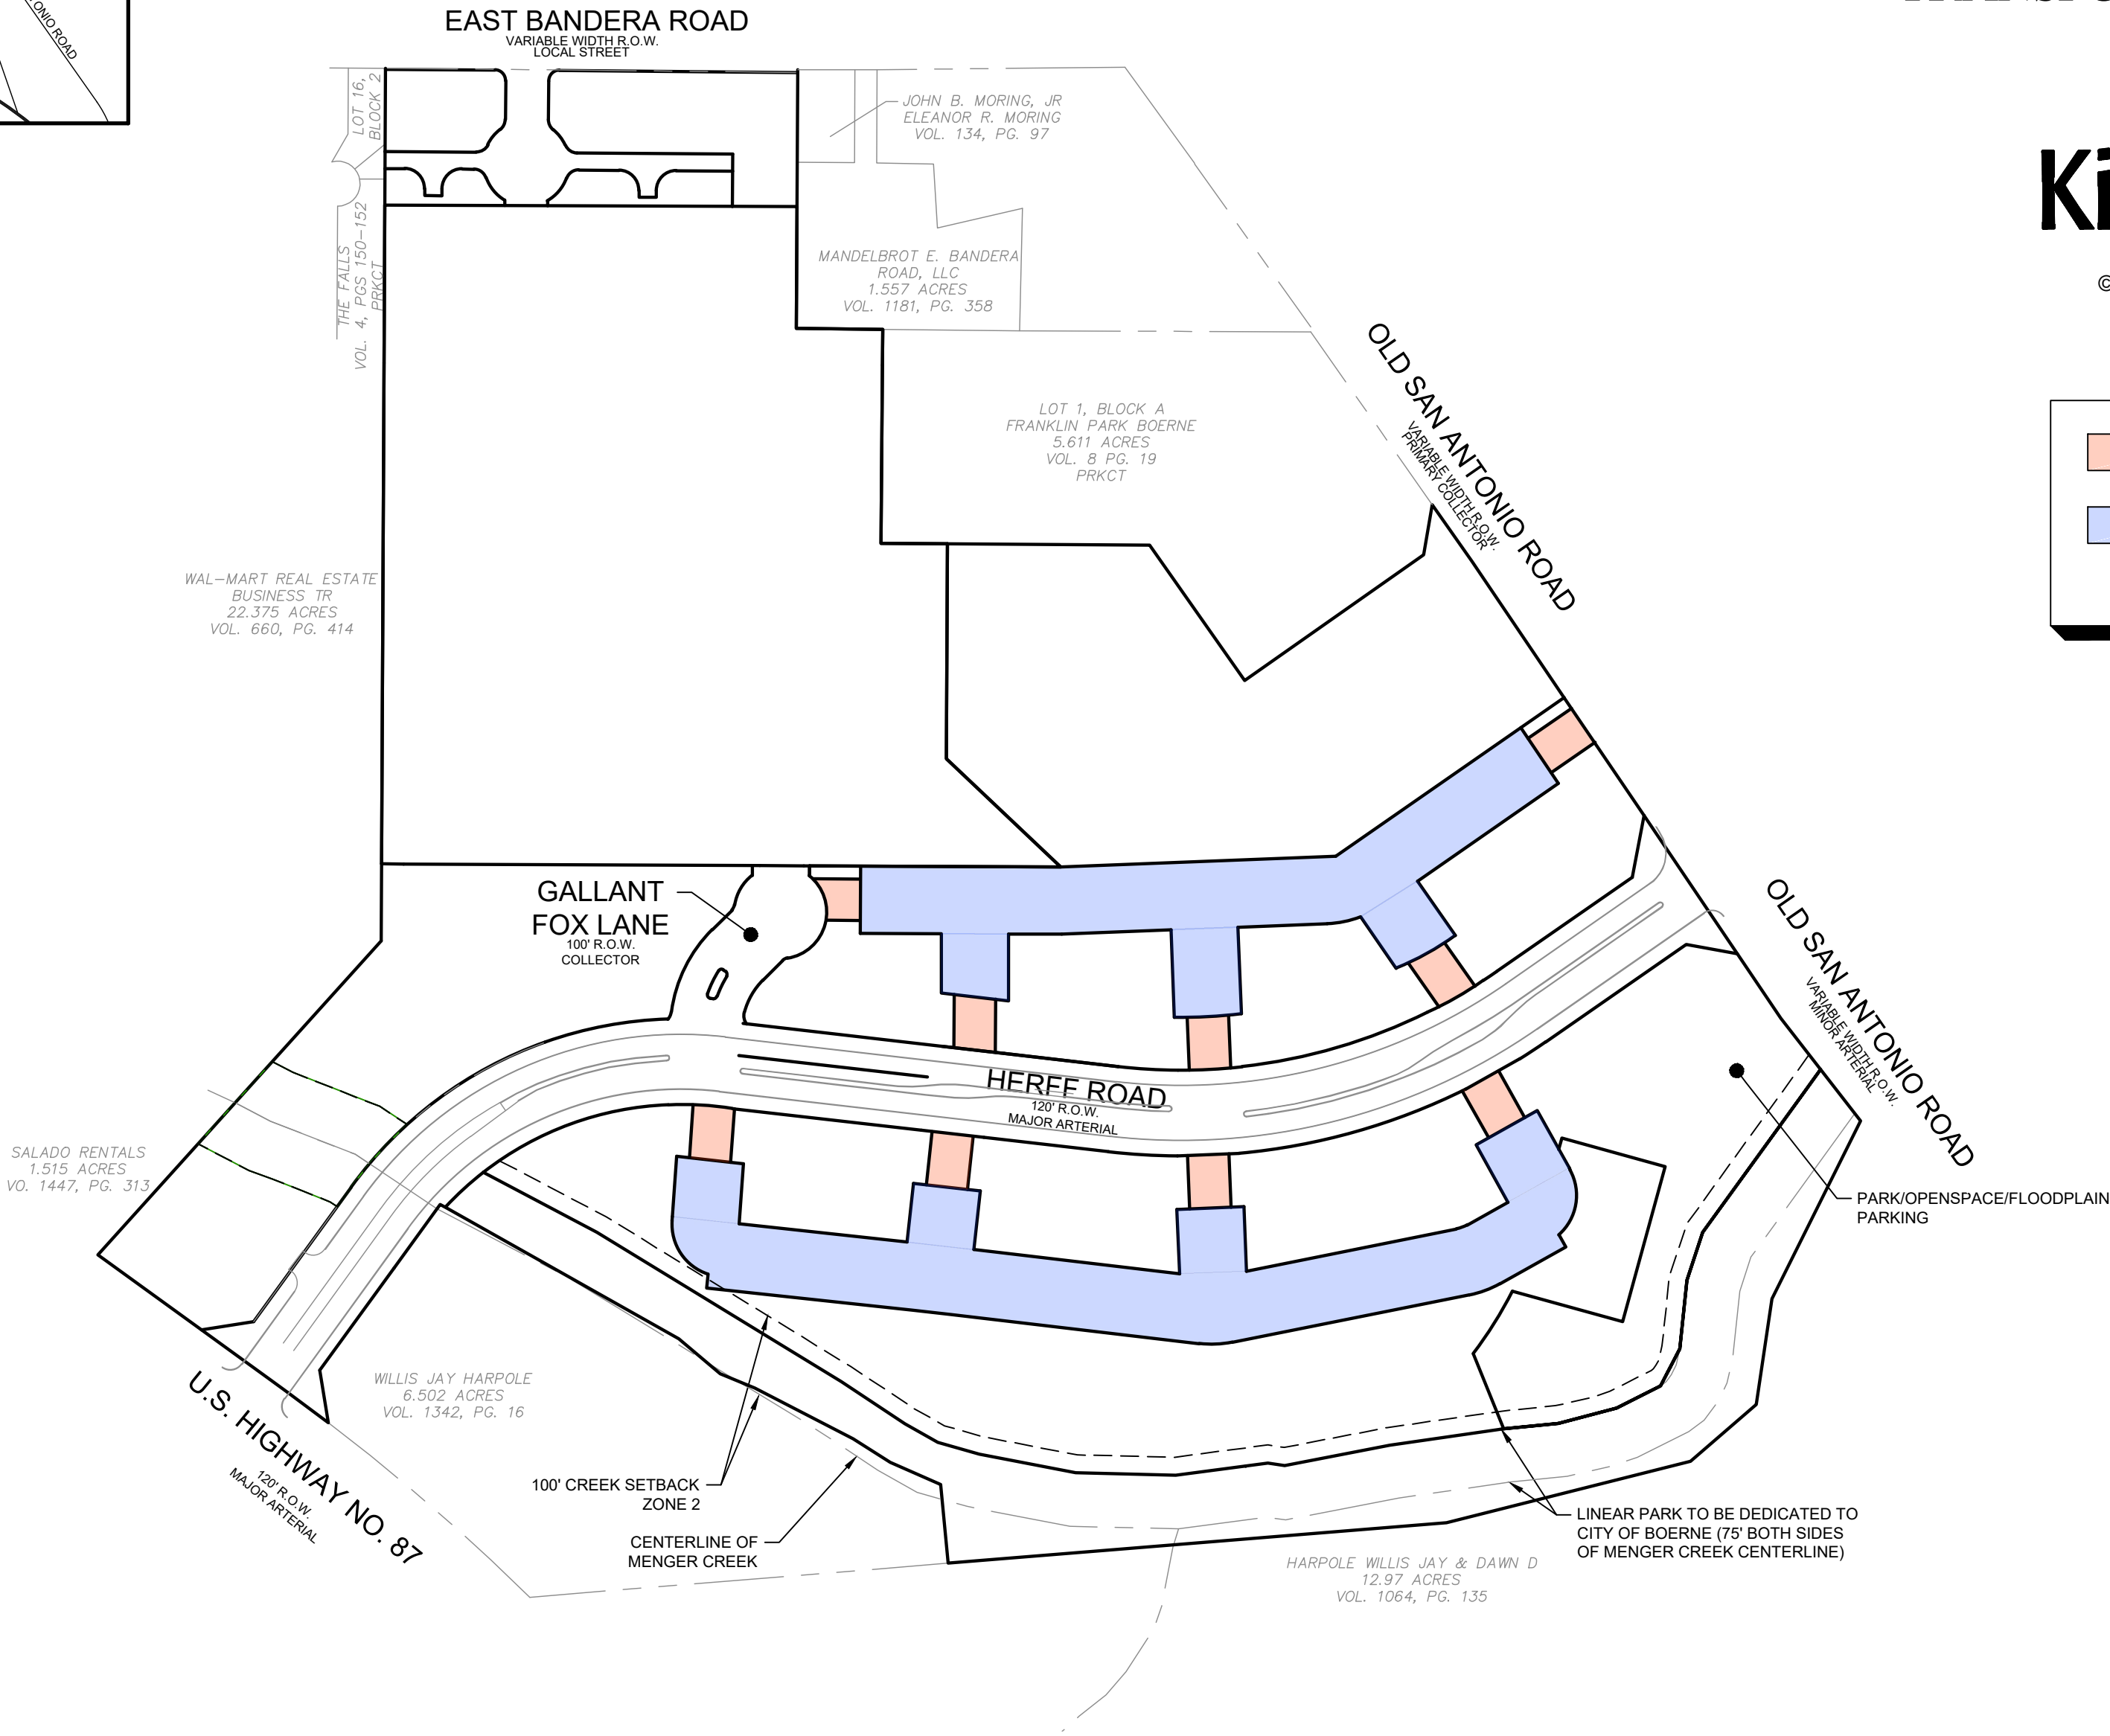 ONIO ROAD
EAST BANDERA ROAD
VARIABLE WIDTH R.O.W.
LOCAL STREET
LOT 16,
BLOCK 2
THE FALLS
VOL. 4, PGS 150-152
PRKCT
JOHN B. MORING, JR
ELEANOR R. MORING
VOL. 134, PG. 97
MANDELBROT E. BANDERA
ROAD, LLC
1.557 ACRES
VOL. 1181, PG. 358
Ki
©
OLD SAN ANTONIO ROAD
VARIABLE WIDTH R.O.W.
PRIMARY COLLECTOR
LOT 1, BLOCK A
FRANKLIN PARK BOERNE
5.611 ACRES
VOL. 8 PG. 19
PRKCT
WAL-MART REAL ESTATE
BUSINESS TR
22.375 ACRES
VOL. 660, PG. 414
GALLANT
FOX LANE
100' R.O.W.
COLLECTOR
OLD SAN ANTONIO ROAD
VARIABLE WIDTH R.O.W.
MINOR ARTERIAL
HERFF ROAD
120' R.O.W.
MAJOR ARTERIAL
SALADO RENTALS
1.515 ACRES
VO. 1447, PG. 313
PARK/OPENSPACE/FLOODPLAIN
PARKING
WILLIS JAY HARPOLE
6.502 ACRES
VOL. 1342, PG. 16
U.S. HIGHWAY NO. 87
120' R.O.W.
MAJOR ARTERIAL
100' CREEK SETBACK
ZONE 2
CENTERLINE OF
MENGER CREEK
LINEAR PARK TO BE DEDICATED TO
CITY OF BOERNE (75' BOTH SIDES
OF MENGER CREEK CENTERLINE)
HARPOLE WILLIS JAY & DAWN D
12.97 ACRES
VOL. 1064, PG. 135